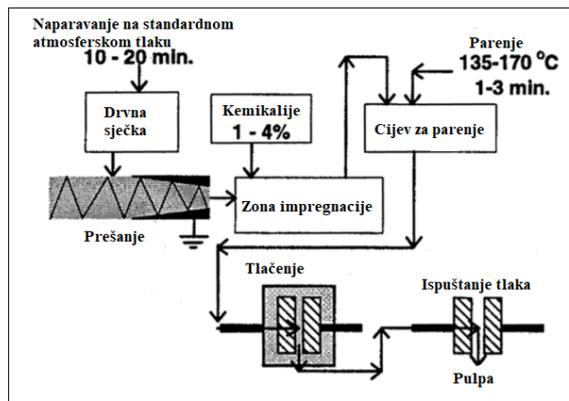 Naparavanje na standardnom
atmosferskom tlaku
10 - 20 min.
Parenje
135-170 °C
1-3 min.
Drvna
sječka
Kemikalije
1 - 4%
Cijev za parenje
Zona impregnacije
Prešanje
Tlačenje
Ispuštanje tlaka
Pulpa